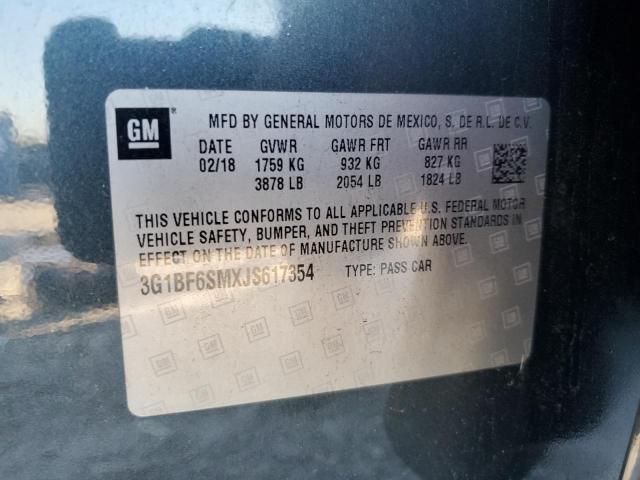 GM®
MFD BY GENERAL MOTORS DE MEXICO, S. DE R.L. DE C.V.
DATE GVWR GAWR FRT GAWR RR
02/18 1759 KG 932 KG 827 KG
3878 LB 2054 LB 1824 LB
THIS VEHICLE CONFORMS TO ALL APPLICABLE U.S. FEDERAL MOTOR
VEHICLE SAFETY, BUMPER, AND THEFT PREVENTION STANDARDS IN
EFFECT ON THE DATE OF MANUFACTURE SHOWN ABOVE.
3G1BF6SMXJS617354 TYPE: PASS CAR